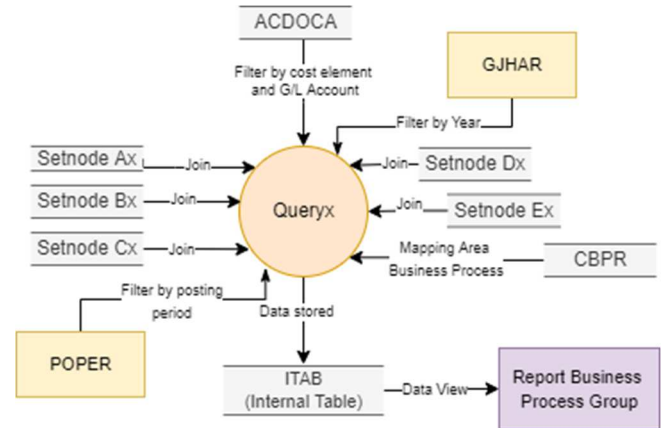 ACDOCA
Filter by cost element
and G/L Account
GJHAR
Filter by Year
Setnode Ax
Join
Setnode Bx
Join
Setnode Cx
Join
Queryx
Join
Setnode Dx
Join
Setnode Ex
Mapping Area
Business Process
CBPR
Filter by posting
period
POPER
Data stored
ITAB
(Internal Table)
Data View
Report Business
Process Group